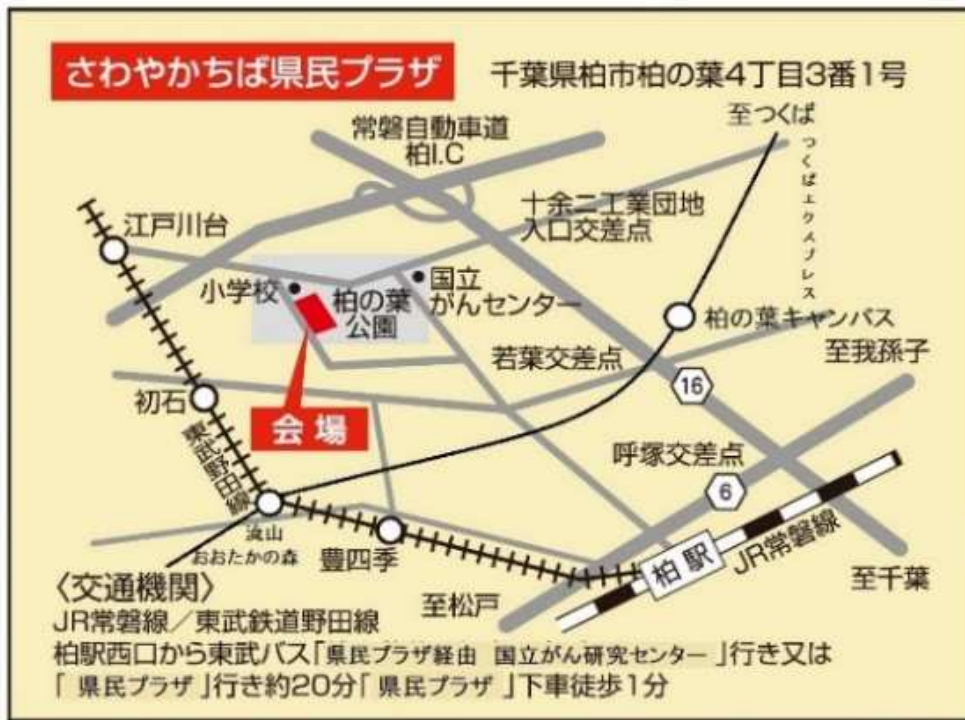 さわやかちば県民プラザ
千葉県柏市柏の葉4丁目3番1号
至つくば
常磐自動車道
柏I.C
つくばエクスプレス
十余二工業団地
入口交差点
江戸川台
小学校
柏の葉
公園
国立
がんセンター
柏の葉キャンパス
至我孫子
若葉交差点
16
初石
会場
東武野田線
呼塚交差点
6
流山
おおたかの森
豊四季
柏駅
JR常磐線
至千葉
至松戸
〈交通機関〉
JR常磐線／東武鉄道野田線
柏駅西口から東武バス「県民プラザ経由 国立がん研究センター」行き又は
「県民プラザ」行き約20分「県民プラザ」下車徒歩1分